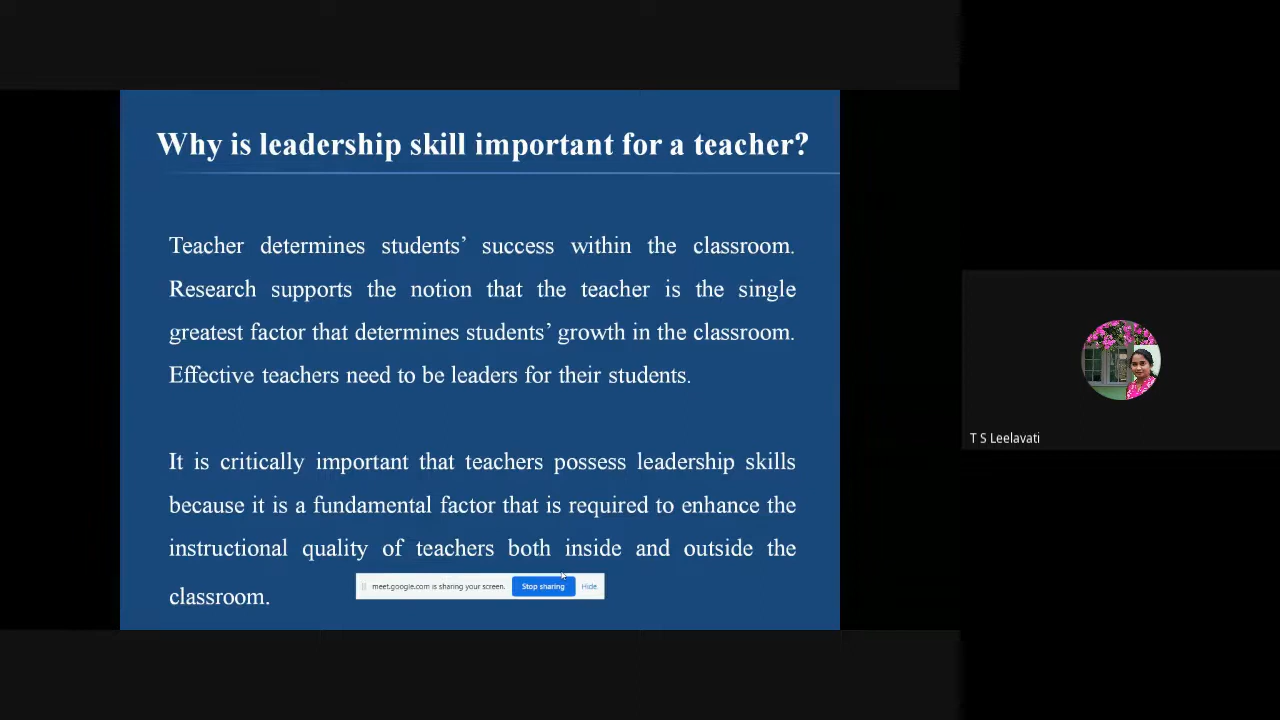 Why is leadership skill important for a teacher?
Teacher determines students’ success within the classroom.
Research supports the notion that the teacher is the single
greatest factor that determines students’ growth in the classroom.
Effective teachers need to be leaders for their students.
It is critically important that teachers possess leadership skills
because it is a fundamental factor that is required to enhance the
instructional quality of teachers both inside and outside the
classroom.
meet.google.com is sharing your screen. Stop sharing Hide
T S Leelavati